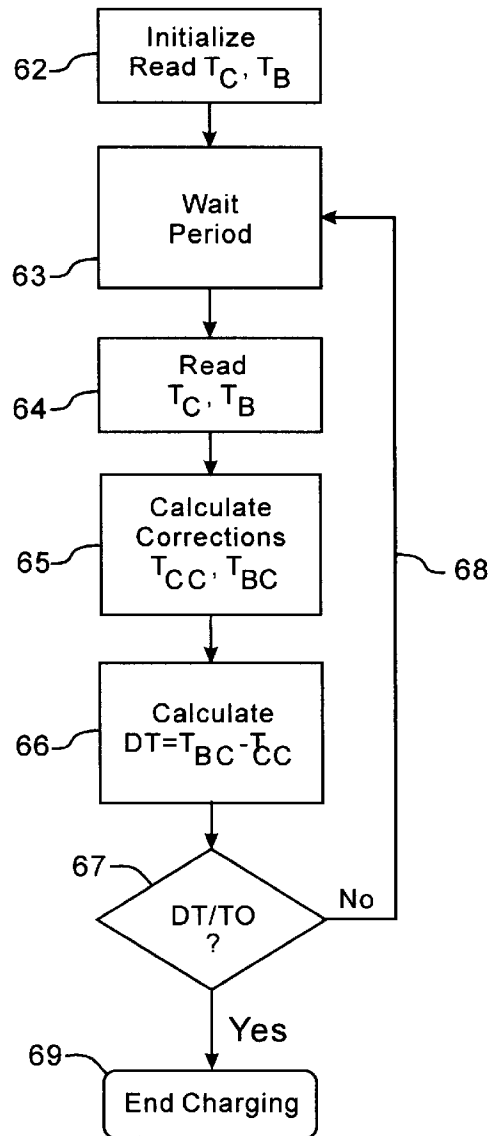 62
Initialize
Read TC, TB
63
Wait
Period
64
Read
TC, TB
65
Calculate
Corrections
TCC, TBC
68
66
Calculate
DT=TBC-TCC
67
DT/TO
?
No
Yes
69
End Charging